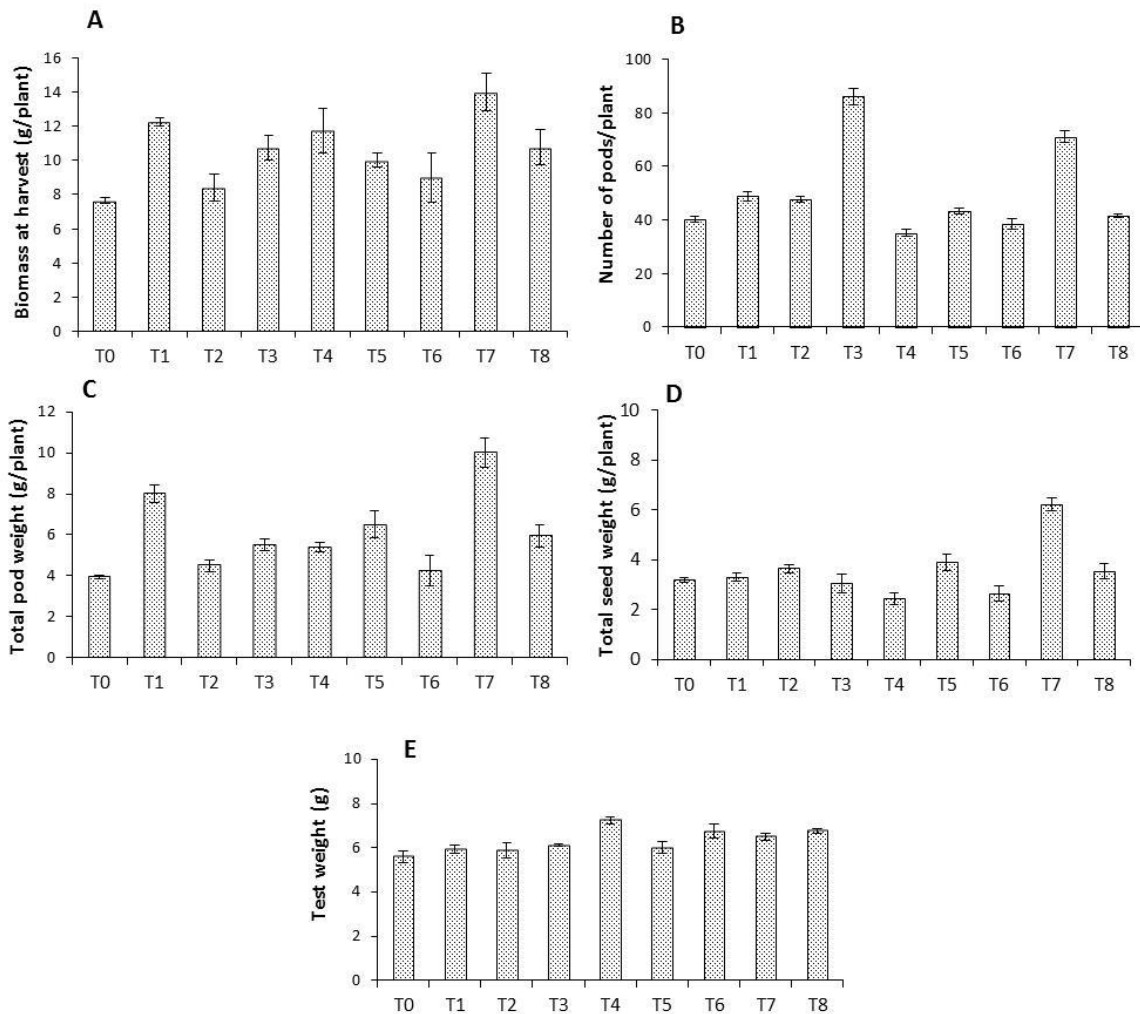 A
Biomass at harvest (g/plant)
16
14
12
10
8
6
4
2
0
T0 T1 T2 T3 T4 T5 T6 T7 T8
B
Number of pods/plant
100
80
60
40
20
0
T0 T1 T2 T3 T4 T5 T6 T7 T8
C
Total pod weight (g/plant)
12
10
8
6
4
2
0
T0 T1 T2 T3 T4 T5 T6 T7 T8
D
Total seed weight (g/plant)
10
8
6
4
2
0
T0 T1 T2 T3 T4 T5 T6 T7 T8
E
Test weight (g)
10
8
6
4
2
0
T0 T1 T2 T3 T4 T5 T6 T7 T8